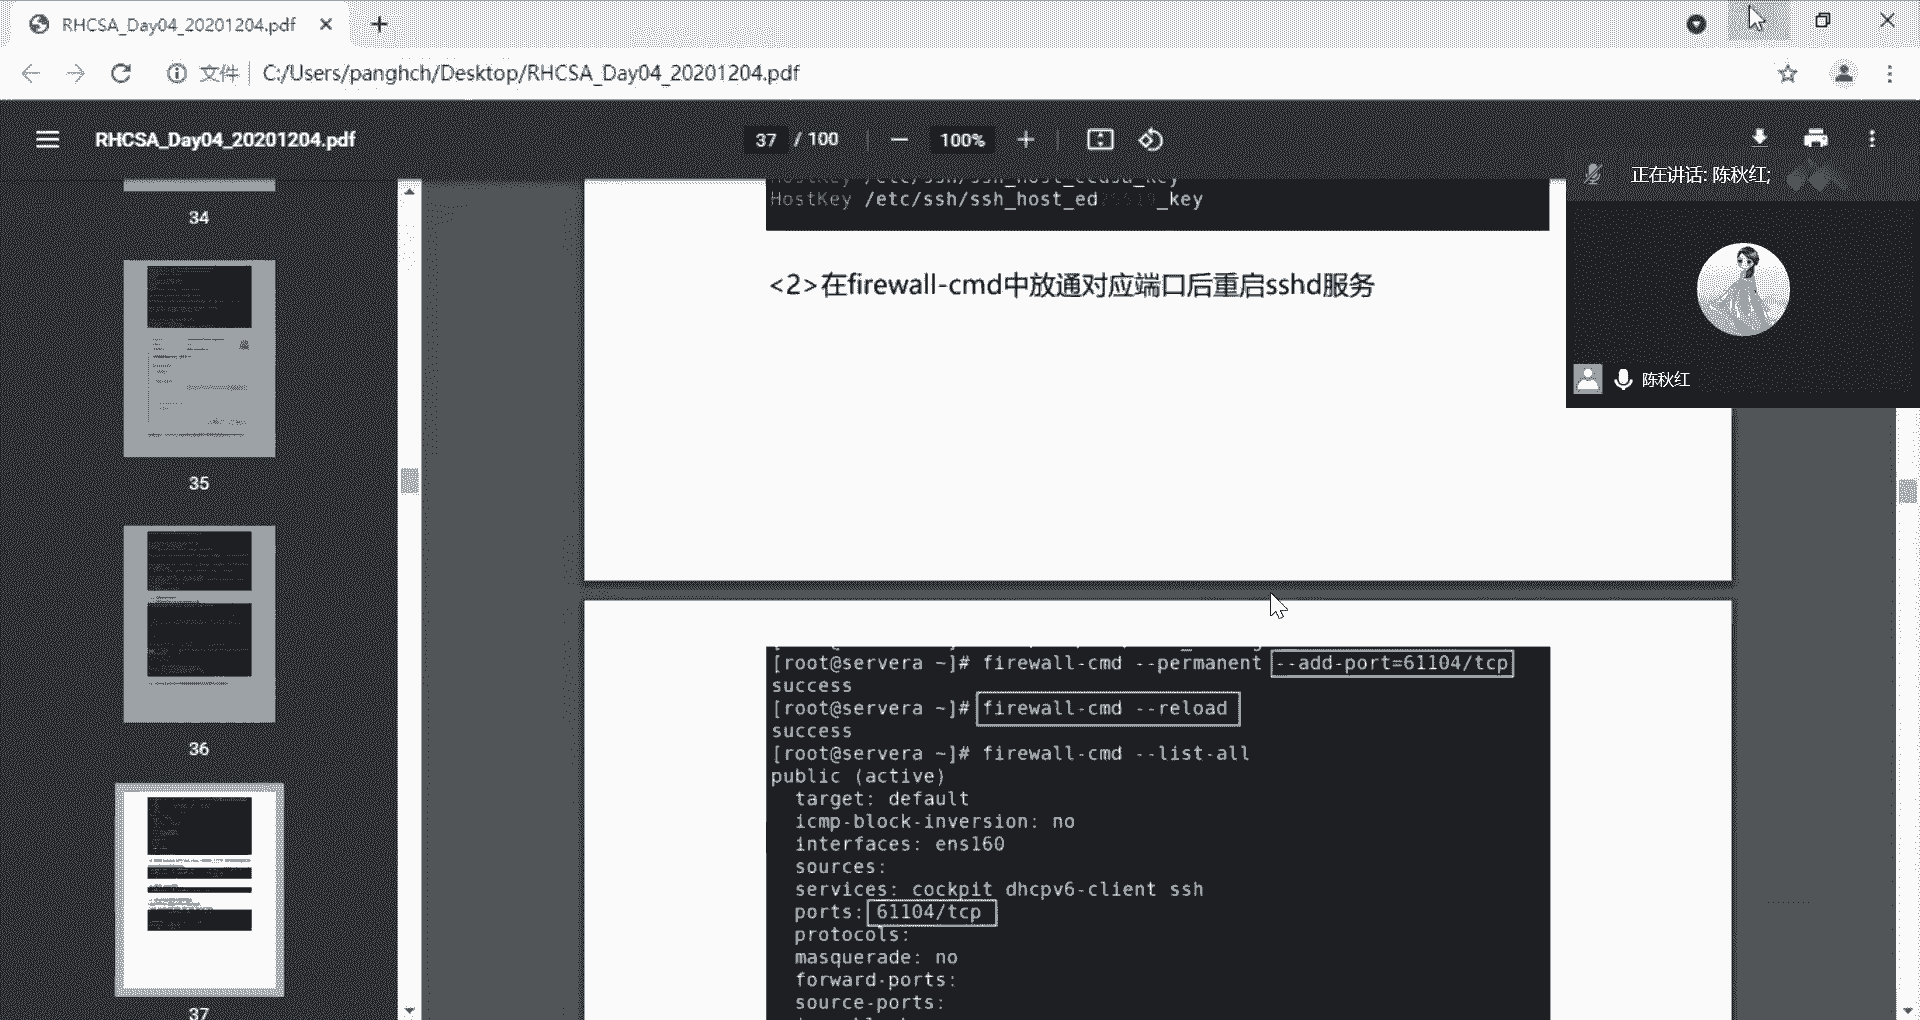 RHCSA_Day04_20201204.pdf
文件 C:/Users/panghch/Desktop/RHCSA_Day04_20201204.pdf
RHCSA_Day04_20201204.pdf
37 / 100
100%
正在讲话: 陈秋红;
陈秋红
34
35
36
37
HostKey /etc/ssh/ssh_host_ecdsa_key
HostKey /etc/ssh/ssh_host_ed25519_key
<2>在firewall-cmd中放通对应端口后重启sshd服务
[root@servera ~]# firewall-cmd --permanent --add-port=61104/tcp
success
[root@servera ~]# firewall-cmd --reload
success
[root@servera ~]# firewall-cmd --list-all
public (active)
target: default
icmp-block-inversion: no
interfaces: ens160
sources:
services: cockpit dhcpv6-client ssh
ports: 61104/tcp
protocols:
masquerade: no
forward-ports:
source-ports: